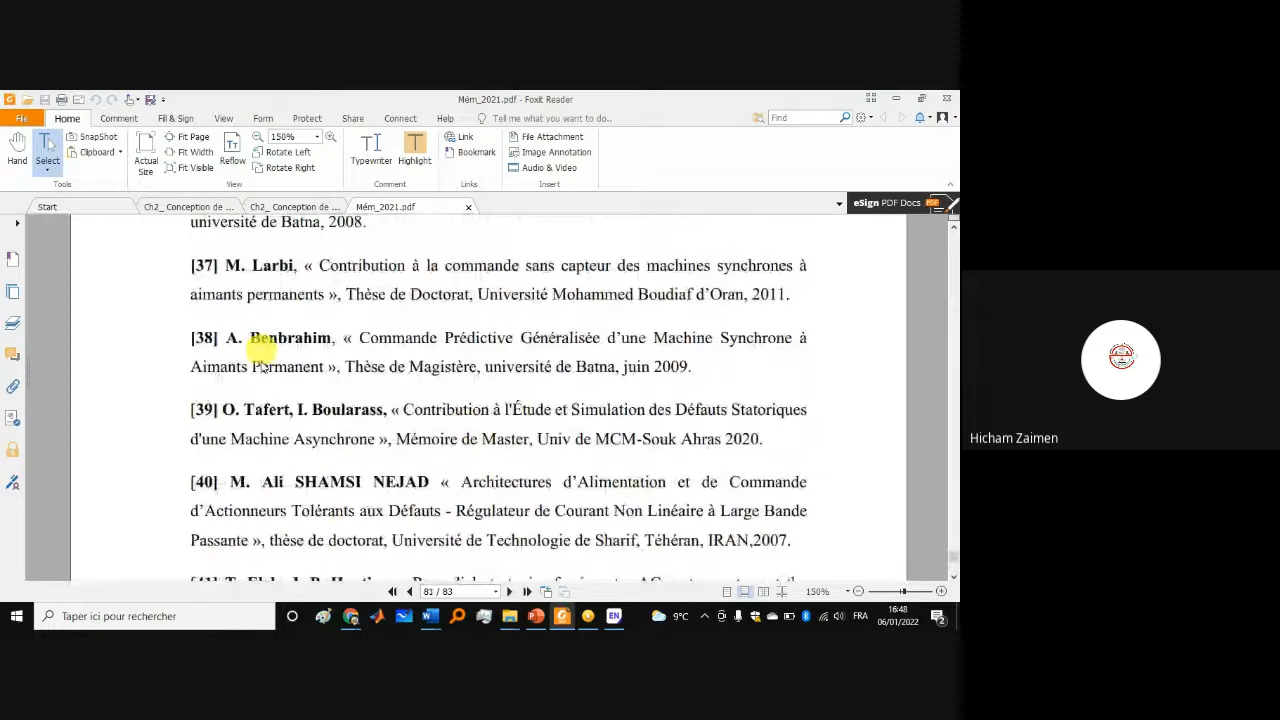 Mém_2021.pdf - Foxit Reader
File Home Comment Fill & Sign View Form Protect Share Connect Help Tell me what you want to do.. Find
SnapShot Fit Page 150% Link File Attachment
Clipboard Fit Width Rotate Left Bookmark Image Annotation
Hand Select Actual Size Fit Visible Reflow Rotate Right Typewriter Highlight Audio & Video
Tools View Comment Links Insert
Start Ch2_ Conception de ... Ch2_ Conception de ... Mém_2021.pdf eSign PDF Docs
université de Batna, 2008.
[37] M. Larbi, « Contribution à la commande sans capteur des machines synchrones à
aimants permanents », Thèse de Doctorat, Université Mohammed Boudiaf d’Oran, 2011.
[38] A. Benbrahim, « Commande Prédictive Généralisée d’une Machine Synchrone à
Aimants Permanent », Thèse de Magistère, université de Batna, juin 2009.
[39] O. Tafert, I. Boularass, « Contribution à l'Étude et Simulation des Défauts Statoriques
d'une Machine Asynchrone », Mémoire de Master, Univ de MCM-Souk Ahras 2020.
[40] M. Ali SHAMSI NEJAD « Architectures d’Alimentation et de Commande
d’Actionneurs Tolérants aux Défauts - Régulateur de Courant Non Linéaire à Large Bande
Passante », thèse de doctorat, Université de Technologie de Sharif, Téhéran, IRAN,2007.
Hicham Zaimen
81 / 83 150%
Taper ici pour rechercher EN 9°C FRA 16:48
06/01/2022 2